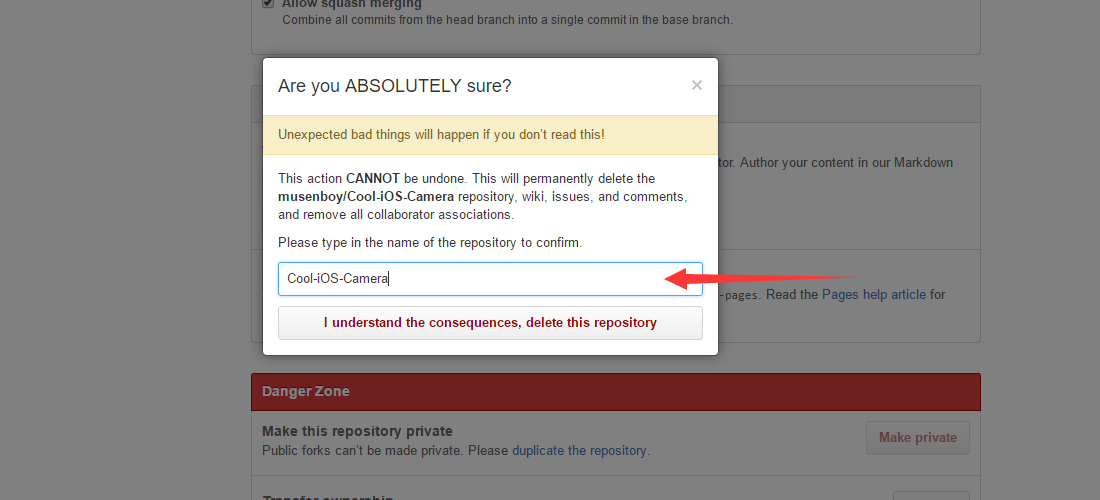 Allow squash merging
Combine all commits from the head branch into a single commit in the base branch.
Are you ABSOLUTELY sure?
×
Unexpected bad things will happen if you don't read this!
tor. Author your content in our Markdown
This action CANNOT be undone. This will permanently delete the
musenboy/Cool-iOS-Camera repository, wiki, issues, and comments,
and remove all collaborator associations.
Please type in the name of the repository to confirm.
Cool-iOS-Camera
-pages. Read the Pages help article for
I understand the consequences, delete this repository
Danger Zone
Make this repository private
Public forks can't be made private. Please duplicate the repository.
Make private
Transfer ownership